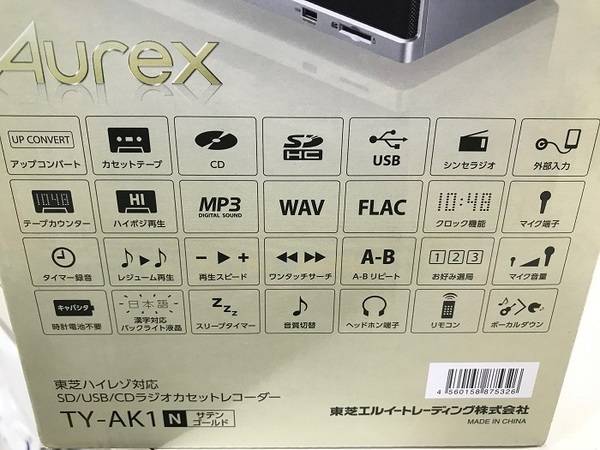 Aurex
UP CONVERT
アップコンバート
カセットテープ
CD
SD HC
USB
シンセラジオ
外部入力
1048
テープカウンター
HI
ハイポジ再生
MP3
DIGITAL SOUND
WAV
FLAC
10:48
クロック機能
マイク端子
タイマー録音
レジューム再生
再生スピード
ワンタッチサーチ
A-B
A-Bリピート
1 2 3
お好み選局
マイク音量
キャパシタ
時計電池不要
日本語
漢字対応
バックライト液晶
zzz
スリープタイマー
音質切替
ヘッドホン端子
リモコン
ボーカルダウン
東芝ハイレゾ対応
SD/USB/CDラジオカセットレコーダー
TY-AK1 N サテンゴールド
4 560158 875326
東芝エルイートレーディング株式会社
MADE IN CHINA